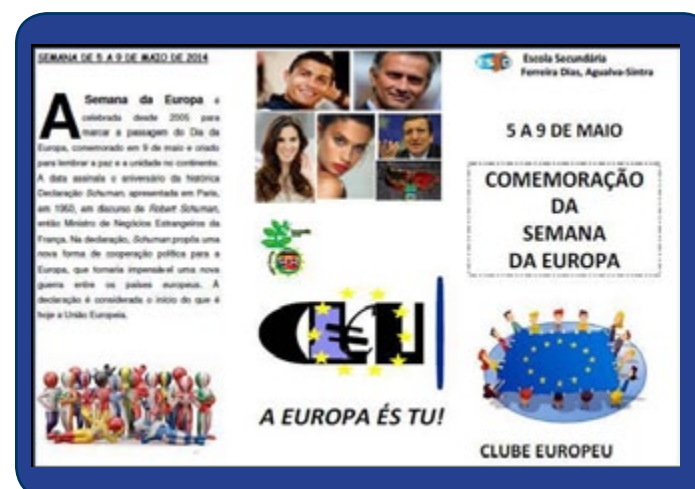 SEMANA DE 5 A 9 DE MAIO DE 2014
A Semana da Europa é
celebrada desde 2005 para
marcar a passagem do Dia da
Europa, comemorado em 9 de maio e criado
para lembrar a paz e a unidade no continente.
A data assinala o aniversário da histórica
Declaração Schuman, apresentada em Paris,
em 1950, em discurso de Robert Schuman,
então Ministro de Negócios Estrangeiros da
França. Na declaração, Schuman propôs uma
nova forma de cooperação política para a
Europa, que tornaria impensável uma nova
guerra entre os países europeus. A
declaração é considerada o início do que é
hoje a União Europeia.
A EUROPA ÉS TU!
Escola Secundária
Ferreira Dias, Agualva-Sintra
5 A 9 DE MAIO
COMEMORAÇÃO
DA
SEMANA
DA EUROPA
CLUBE EUROPEU